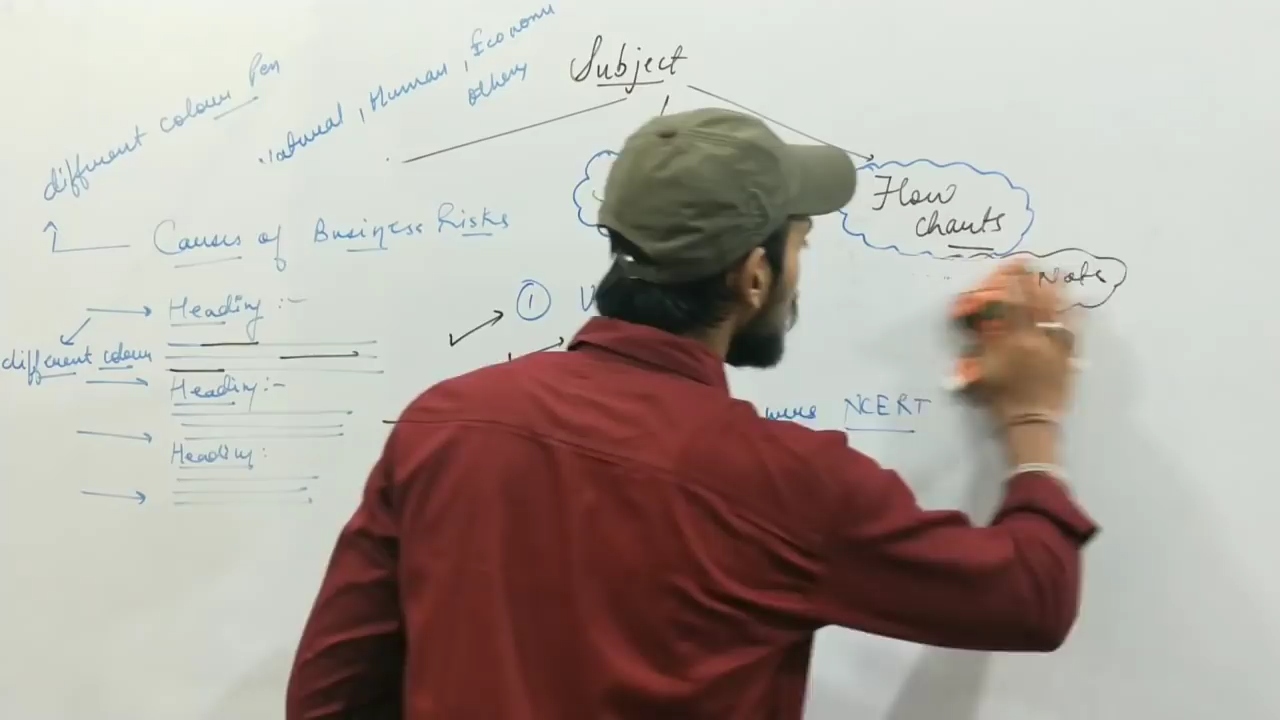 different colour Pen
Natural, Human, Economic
others
Subject
Flow
charts
Nots
Causes of Business Risks
Heading :-
①
different colour
Heading :-
NCERT
Heading :